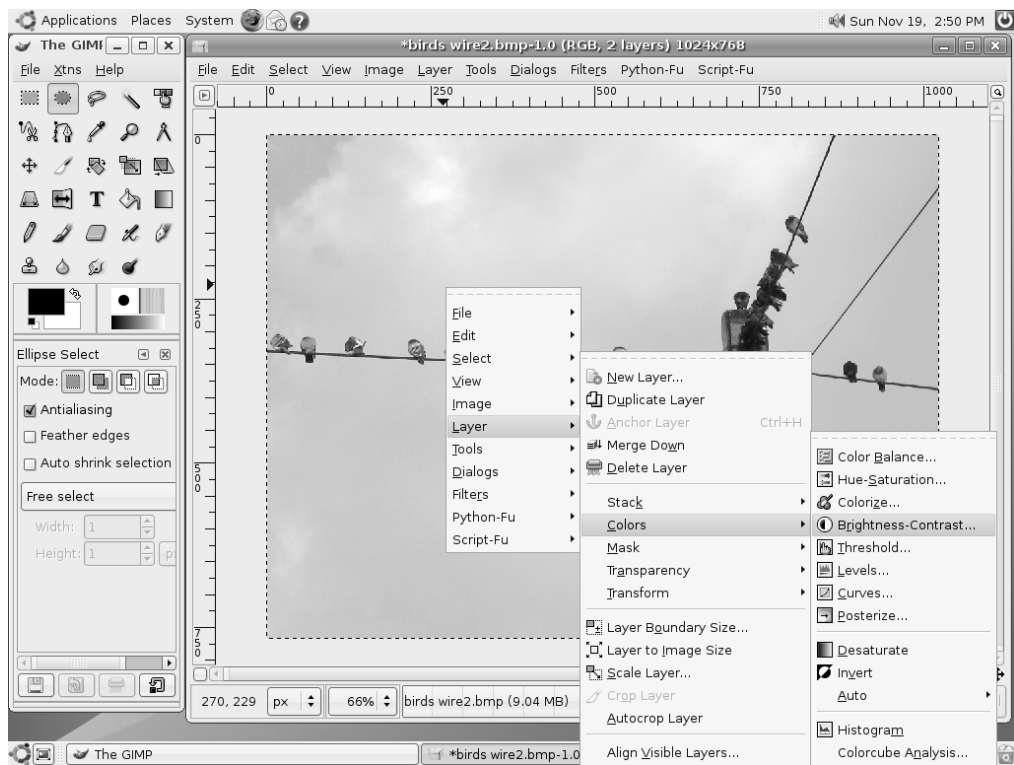 Applications Places System Sun Nov 19, 2:50 PM
The GIMP
*birds wire2.bmp-1.0 (RGB, 2 layers) 1024x768
File Xtns Help
File Edit Select View Image Layer Tools Dialogs Filters Python-Fu Script-Fu
0 250 500 750 1000
0
250
500
750
Ellipse Select
Mode:
Antialiasing
Feather edges
Auto shrink selection
Free select
Width: 1
Height: 1 p
File
Edit
Select
View
Image
Layer
Tools
Dialogs
Filters
Python-Fu
Script-Fu
New Layer...
Duplicate Layer
Anchor Layer Ctrl+H
Merge Down
Delete Layer
Stack
Colors
Mask
Transparency
Transform
Layer Boundary Size...
Layer to Image Size
Scale Layer...
Crop Layer
Autocrop Layer
Align Visible Layers...
Color Balance...
Hue-Saturation...
Colorize...
Brightness-Contrast...
Threshold...
Levels...
Curves...
Posterize...
Desaturate
Invert
Auto
Histogram
Colorcube Analysis...
270, 229 px 66% birds wire2.bmp (9.04 MB)
The GIMP *birds wire2.bmp-1.0